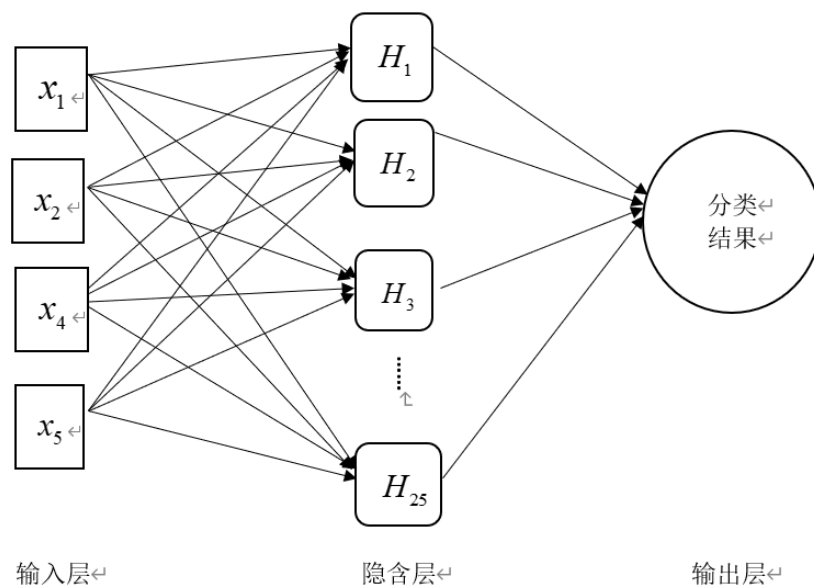 x₁
x₂
x₄
x₅
H₁
H₂
H₃
......
H₂₅
分类
结果
输入层
隐含层
输出层